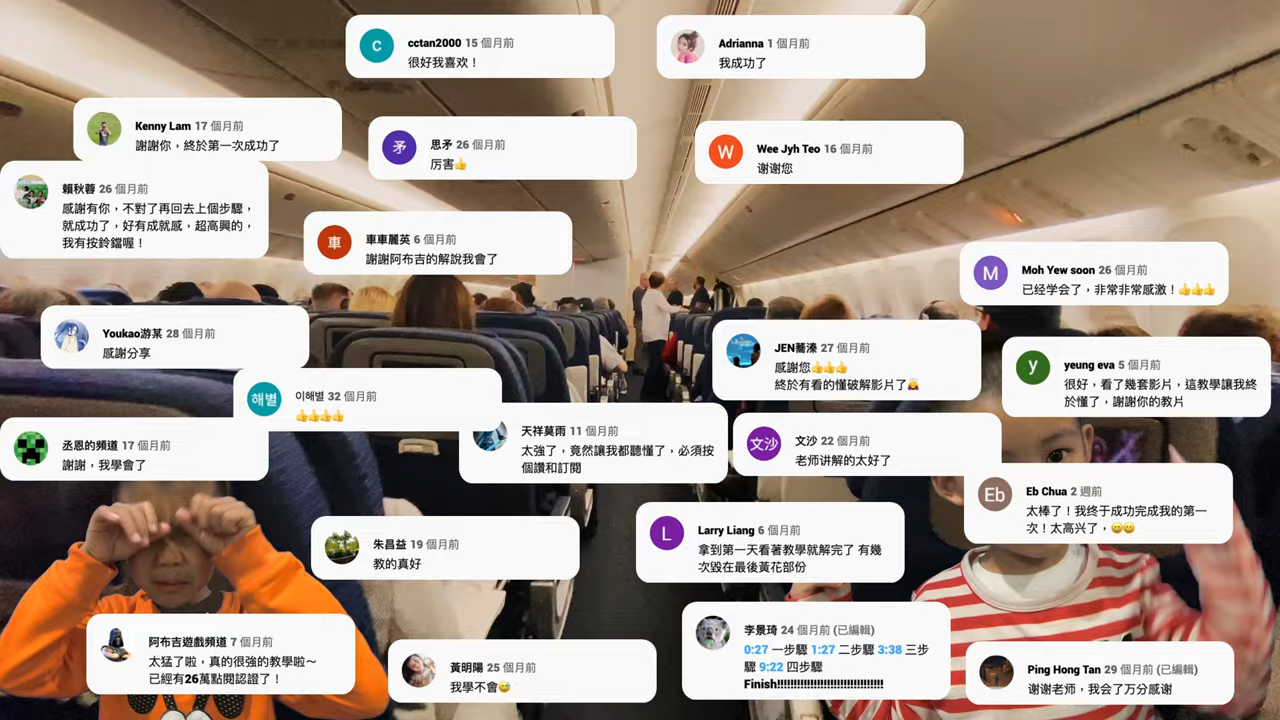 C
cctan2000 15 個月前
很好我喜欢！
Adrianna 1 個月前
我成功了
Kenny Lam 17 個月前
謝謝你，終於第一次成功了
矛
思矛 26 個月前
厉害👍
W
Wee Jyh Teo 16 個月前
谢谢您
賴秋蓉 26 個月前
感謝有你，不對了再回去上個步驟，
就成功了，好有成就感，超高興的，
我有按鈴鐺喔！
車
車車麗英 6 個月前
謝謝阿布吉的解說我會了
M
Moh Yew soon 26 個月前
已经学会了，非常非常感激！👍👍👍
Youkao游某 28 個月前
感謝分享
JEN蕎溱 27 個月前
感謝您👍👍👍
終於有看的懂破解影片了
y
yeung eva 5 個月前
很好，看了幾套影片，這教學讓我終
於懂了，謝謝你的教片
해별
이해별 32 個月前
👍👍👍👍
丞恩的頻道 17 個月前
謝謝，我學會了
天祥莫雨 11 個月前
太強了，竟然讓我都聽懂了，必須按
個讚和訂閱
文沙
文沙 22 個月前
老师讲解的太好了
Eb
Eb Chua 2 週前
太棒了！我终于成功完成我的第一
次！太高兴了，😄😄
朱昌益 19 個月前
教的真好
L
Larry Liang 6 個月前
拿到第一天看著教學就解完了 有幾
次毀在最後黃花部份
阿布吉遊戲頻道 7 個月前
太猛了啦，真的很強的教學啦～
已經有26萬點閱認證了！
黃明陽 25 個月前
我學不會😅
李景琦 24 個月前 (已編輯)
0:27 一步驟 1:27 二步驟 3:38 三步
驟 9:22 四步驟
Finish!!!!!!!!!!!!!!!!!!!!!!!!!!!!!!!
Ping Hong Tan 29 個月前 (已編輯)
谢谢老师，我会了万分感谢